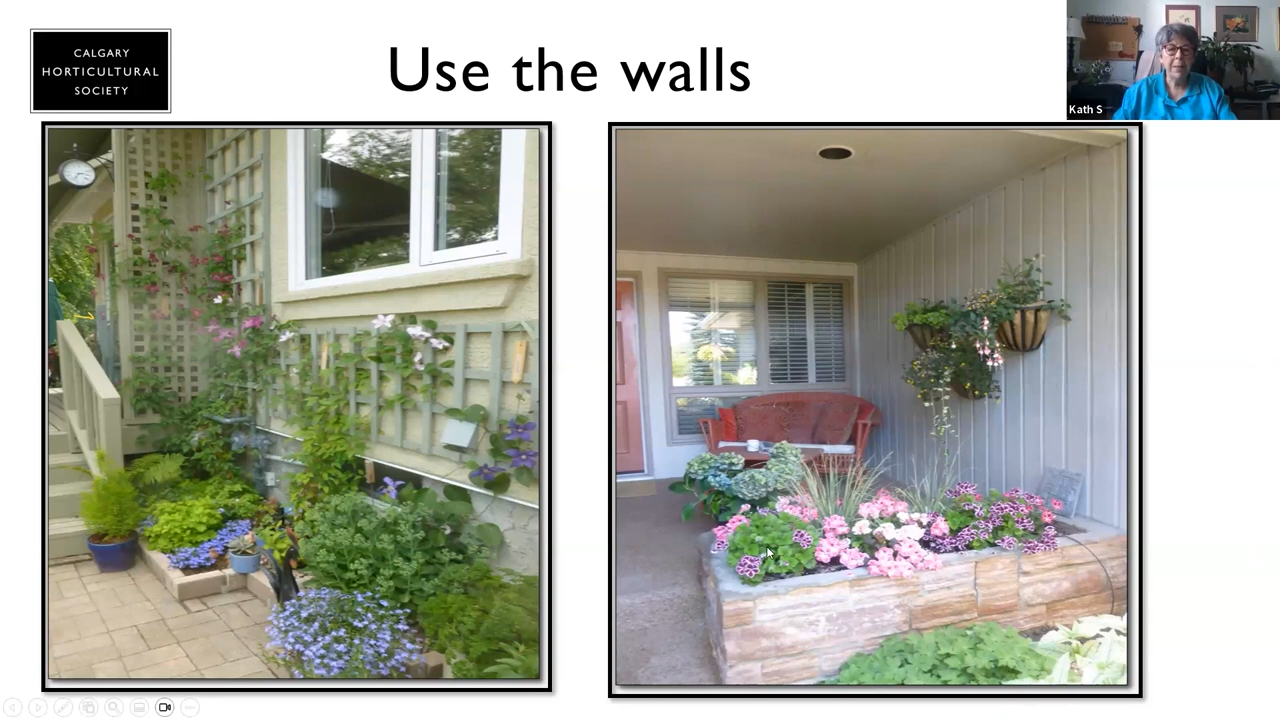 CALGARY
HORTICULTURAL
SOCIETY
Use the walls
Kath S